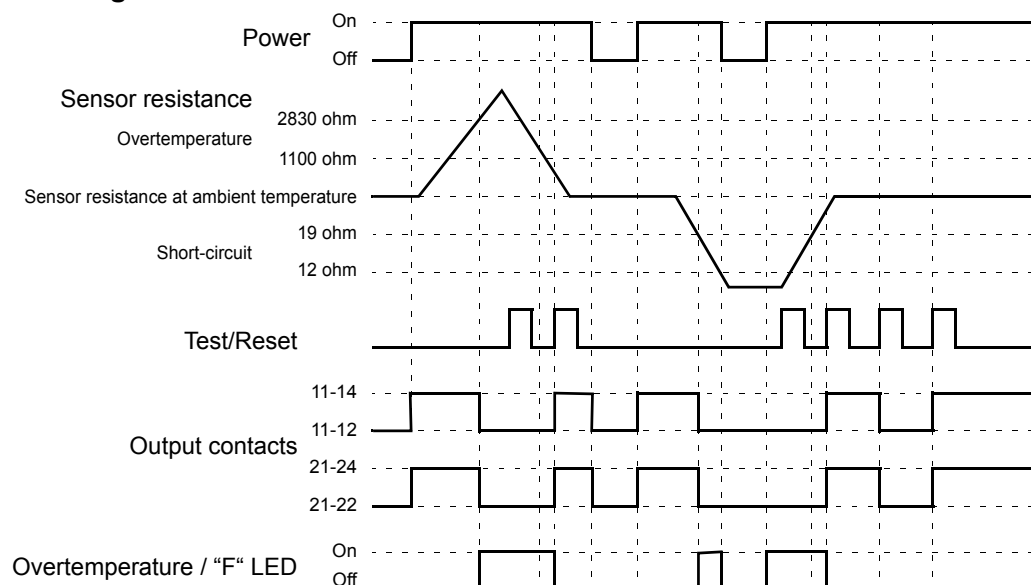 On
Power
Off
Sensor resistance
2830 ohm
Overtemperature
1100 ohm
Sensor resistance at ambient temperature
19 ohm
Short-circuit
12 ohm
Test/Reset
11-14
11-12
Output contacts
21-24
21-22
On
Overtemperature / “F“ LED
Off